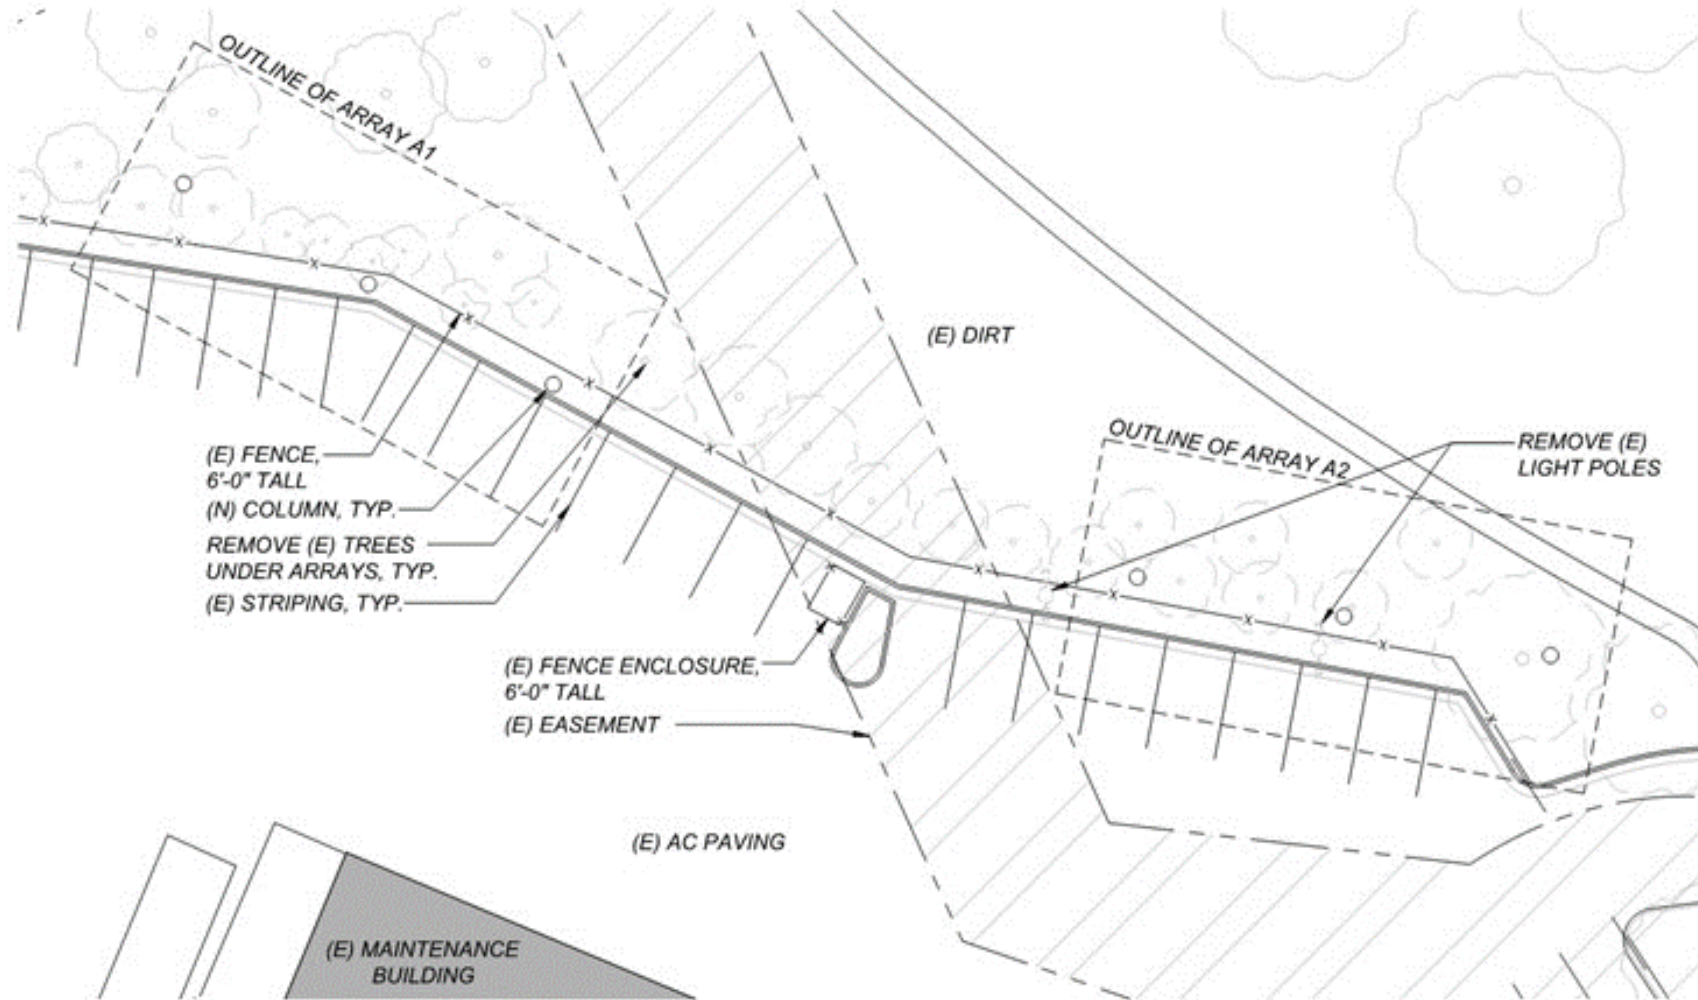 OUTLINE OF ARRAY A1
(E) DIRT
OUTLINE OF ARRAY A2
REMOVE (E)
LIGHT POLES
(E) FENCE,
6'-0" TALL
(N) COLUMN, TYP.
REMOVE (E) TREES
UNDER ARRAYS, TYP.
(E) STRIPING, TYP.
(E) FENCE ENCLOSURE,
6'-0" TALL
(E) EASEMENT
(E) AC PAVING
(E) MAINTENANCE
BUILDING